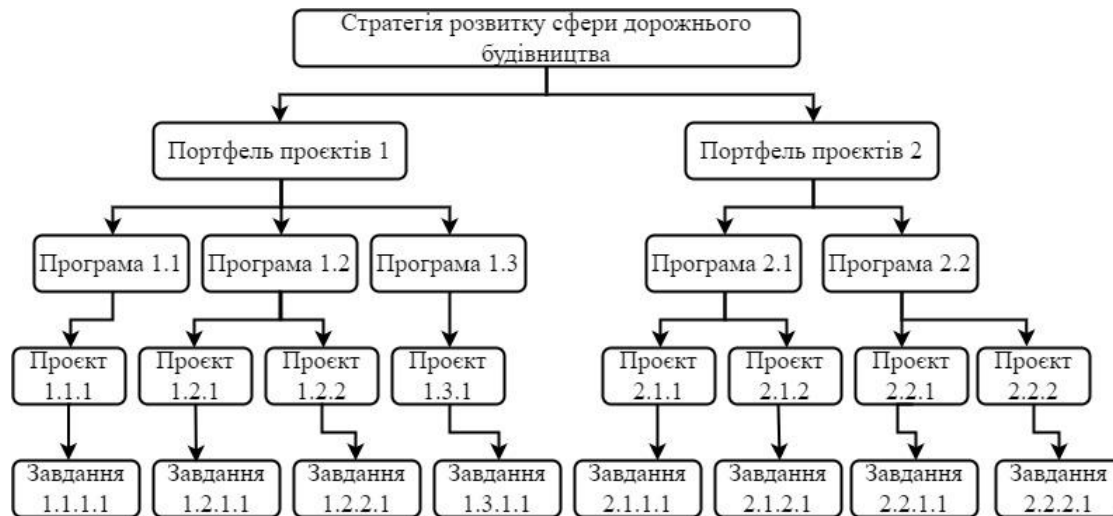 Стратегія розвитку сфери дорожнього
будівництва
Портфель проєктів 1
Портфель проєктів 2
Програма 1.1
Програма 1.2
Програма 1.3
Програма 2.1
Програма 2.2
Проєкт
1.1.1
Проєкт
1.2.1
Проєкт
1.2.2
Проєкт
1.3.1
Проєкт
2.1.1
Проєкт
2.1.2
Проєкт
2.2.1
Проєкт
2.2.2
Завдання
1.1.1.1
Завдання
1.2.1.1
Завдання
1.2.2.1
Завдання
1.3.1.1
Завдання
2.1.1.1
Завдання
2.1.2.1
Завдання
2.2.1.1
Завдання
2.2.2.1